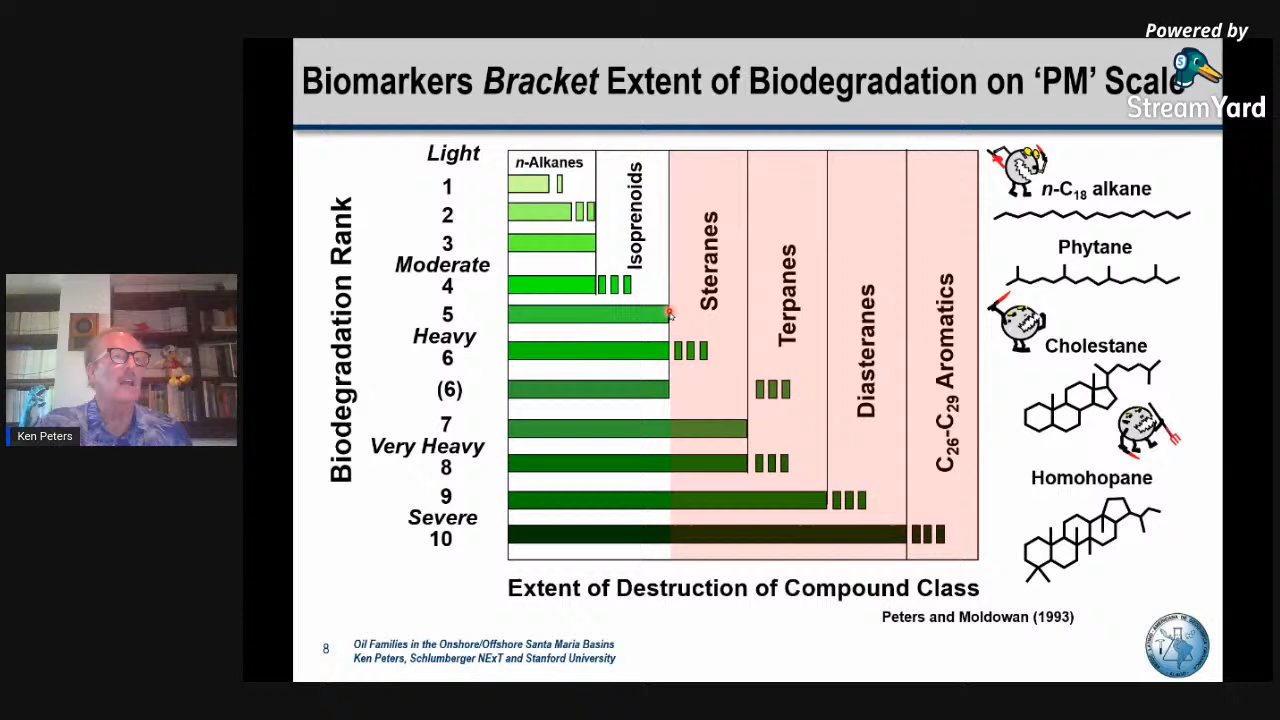 Powered by
StreamYard
Biomarkers Bracket Extent of Biodegradation on ‘PM’ Scale
Biodegradation Rank
Light
1
2
3
Moderate
4
5
Heavy
6
(6)
7
Very Heavy
8
9
Severe
10
n-Alkanes
Isoprenoids
Steranes
Terpanes
Diasteranes
C26-C29 Aromatics
n-C18 alkane
Phytane
Cholestane
Homohopane
Extent of Destruction of Compound Class
Peters and Moldowan (1993)
8
Oil Families in the Onshore/Offshore Santa Maria Basins
Ken Peters, Schlumberger NExT and Stanford University
Ken Peters